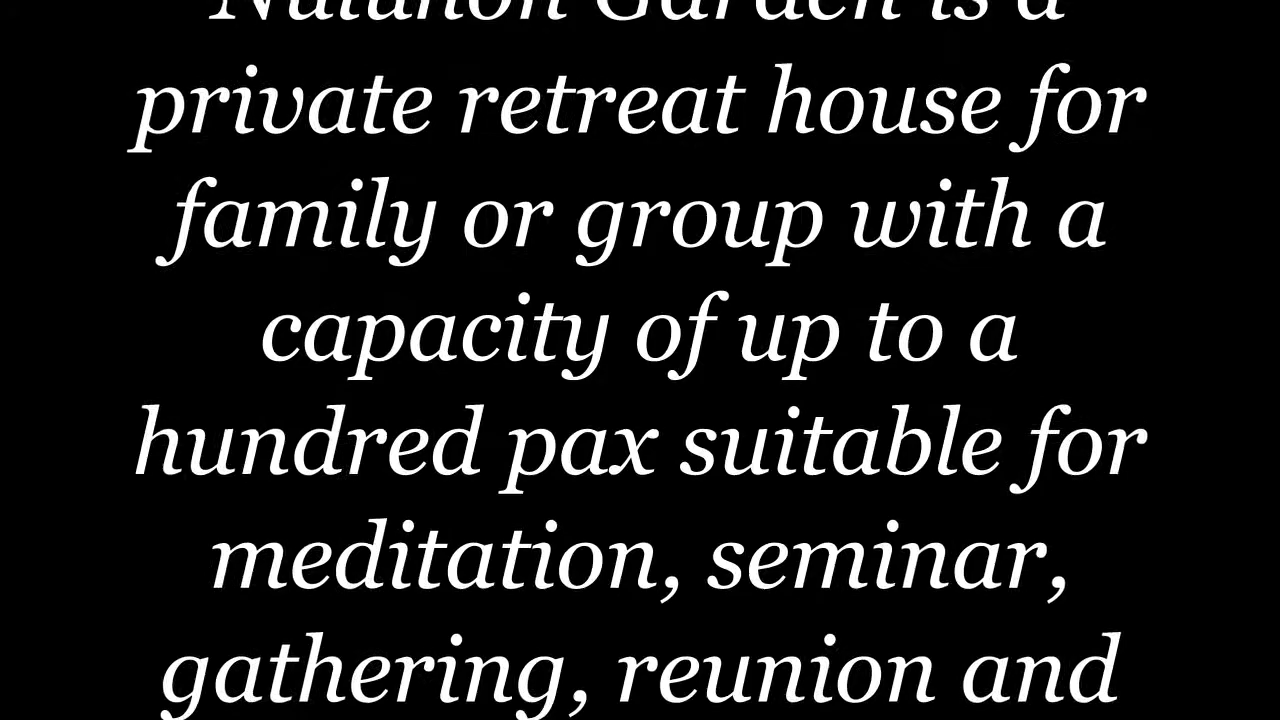 Garden is a
private retreat house for
family or group with a
capacity of up to a
hundred pax suitable for
meditation, seminar,
gathering, reunion and